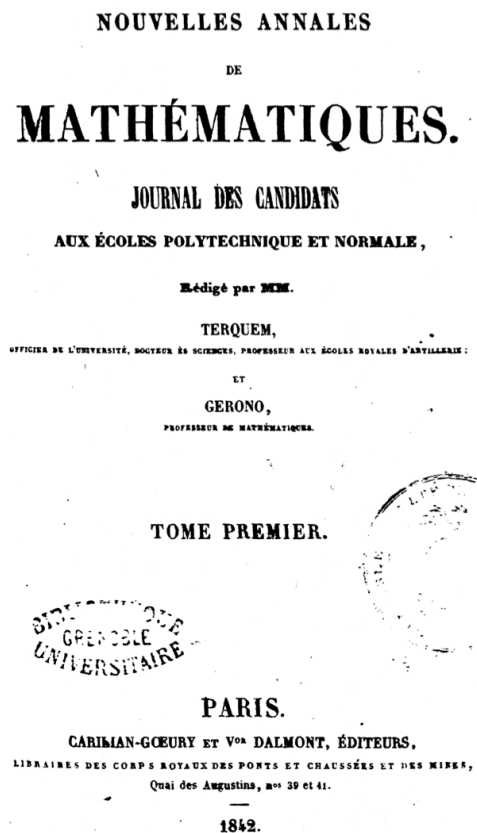 NOUVELLES ANNALES
DE
MATHÉMATIQUES.
JOURNAL DES CANDIDATS
AUX ÉCOLES POLYTECHNIQUE ET NORMALE,
Rédigé par MM.
TERQUEM,
OFFICIER DE L'UNIVERSITÉ, DOCTEUR ÈS SCIENCES, PROFESSEUR AUX ÉCOLES ROYALES D'ARTILLERIE;
ET
GERONO,
PROFESSEUR DE MATHÉMATIQUES.
TOME PREMIER.
BIBLIOTHEQUE
GRENOBLE
UNIVERSITAIRE
PARIS.
CARILIAN-GŒURY ET Vor DALMONT, ÉDITEURS,
LIBRAIRES DES CORPS ROYAUX DES PONTS ET CHAUSSÉES ET DES MINES,
Quai des Augustins, nos 39 et 41.
1842.